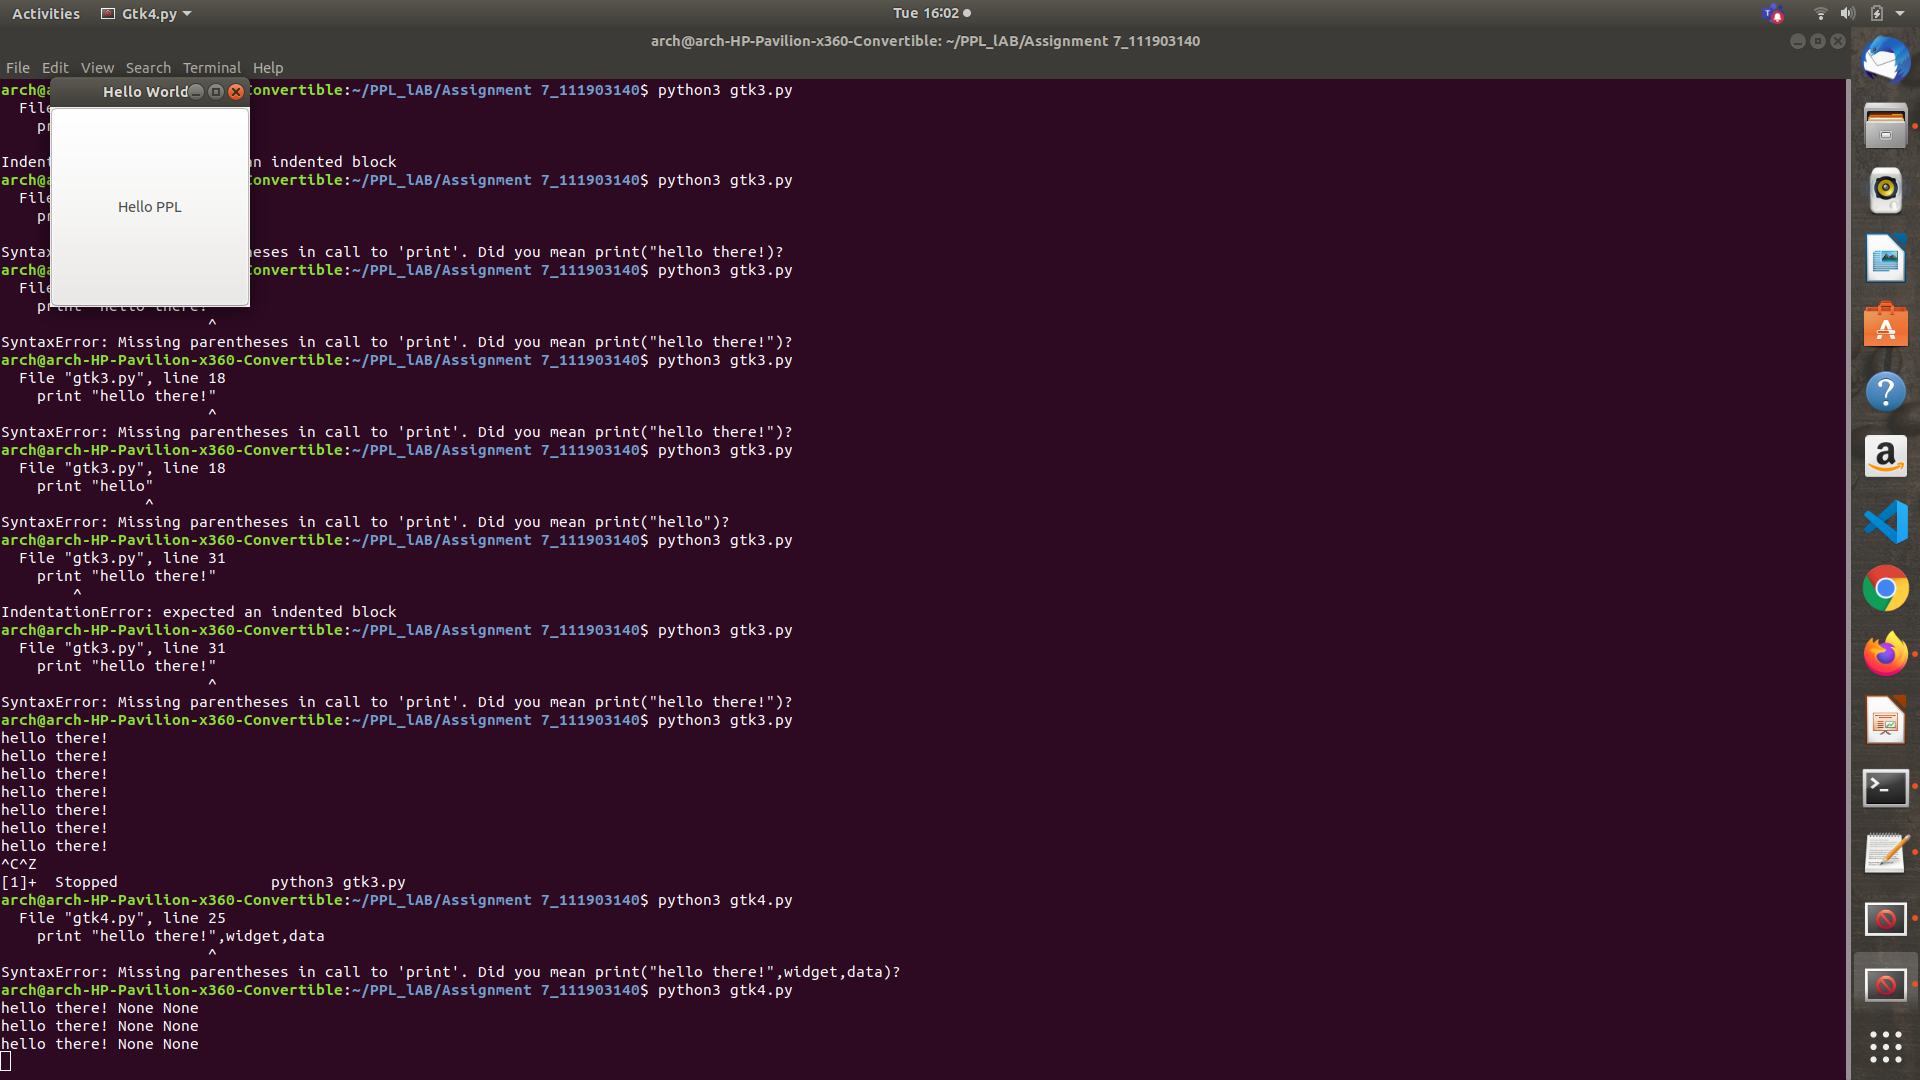 Activities Gtk4.py Tue 16:02
arch@arch-HP-Pavilion-x360-Convertible: ~/PPL_lAB/Assignment 7_111903140
File Edit View Search Terminal Help
Hello World
Hello PPL
arch@a Convertible:~/PPL_lAB/Assignment 7_111903140$ python3 gtk3.py
File
pr
Indent n indented block
arch@a Convertible:~/PPL_lAB/Assignment 7_111903140$ python3 gtk3.py
File
pr
Syntax heses in call to 'print'. Did you mean print("hello there!)?
arch@a Convertible:~/PPL_lAB/Assignment 7_111903140$ python3 gtk3.py
File
print "hello there!"
^
SyntaxError: Missing parentheses in call to 'print'. Did you mean print("hello there!")?
arch@arch-HP-Pavilion-x360-Convertible:~/PPL_lAB/Assignment 7_111903140$ python3 gtk3.py
File "gtk3.py", line 18
print "hello there!"
^
SyntaxError: Missing parentheses in call to 'print'. Did you mean print("hello there!")?
arch@arch-HP-Pavilion-x360-Convertible:~/PPL_lAB/Assignment 7_111903140$ python3 gtk3.py
File "gtk3.py", line 18
print "hello"
^
SyntaxError: Missing parentheses in call to 'print'. Did you mean print("hello")?
arch@arch-HP-Pavilion-x360-Convertible:~/PPL_lAB/Assignment 7_111903140$ python3 gtk3.py
File "gtk3.py", line 31
print "hello there!"
^
IndentationError: expected an indented block
arch@arch-HP-Pavilion-x360-Convertible:~/PPL_lAB/Assignment 7_111903140$ python3 gtk3.py
File "gtk3.py", line 31
print "hello there!"
^
SyntaxError: Missing parentheses in call to 'print'. Did you mean print("hello there!")?
arch@arch-HP-Pavilion-x360-Convertible:~/PPL_lAB/Assignment 7_111903140$ python3 gtk3.py
hello there!
hello there!
hello there!
hello there!
hello there!
hello there!
hello there!
^C^Z
[1]+ Stopped python3 gtk3.py
arch@arch-HP-Pavilion-x360-Convertible:~/PPL_lAB/Assignment 7_111903140$ python3 gtk4.py
File "gtk4.py", line 25
print "hello there!",widget,data
^
SyntaxError: Missing parentheses in call to 'print'. Did you mean print("hello there!",widget,data)?
arch@arch-HP-Pavilion-x360-Convertible:~/PPL_lAB/Assignment 7_111903140$ python3 gtk4.py
hello there! None None
hello there! None None
hello there! None None